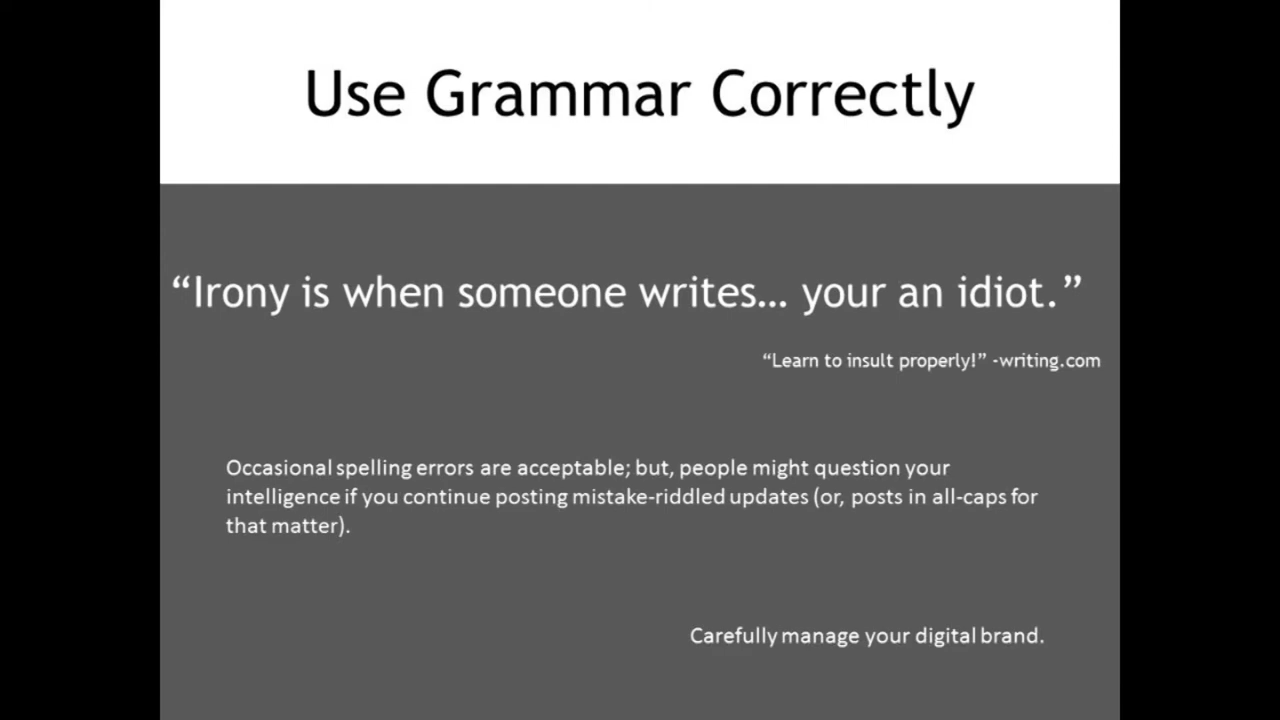 Use Grammar Correctly
“Irony is when someone writes… your an idiot.”
“Learn to insult properly!” -writing.com
Occasional spelling errors are acceptable; but, people might question your
intelligence if you continue posting mistake-riddled updates (or, posts in all-caps for
that matter).
Carefully manage your digital brand.